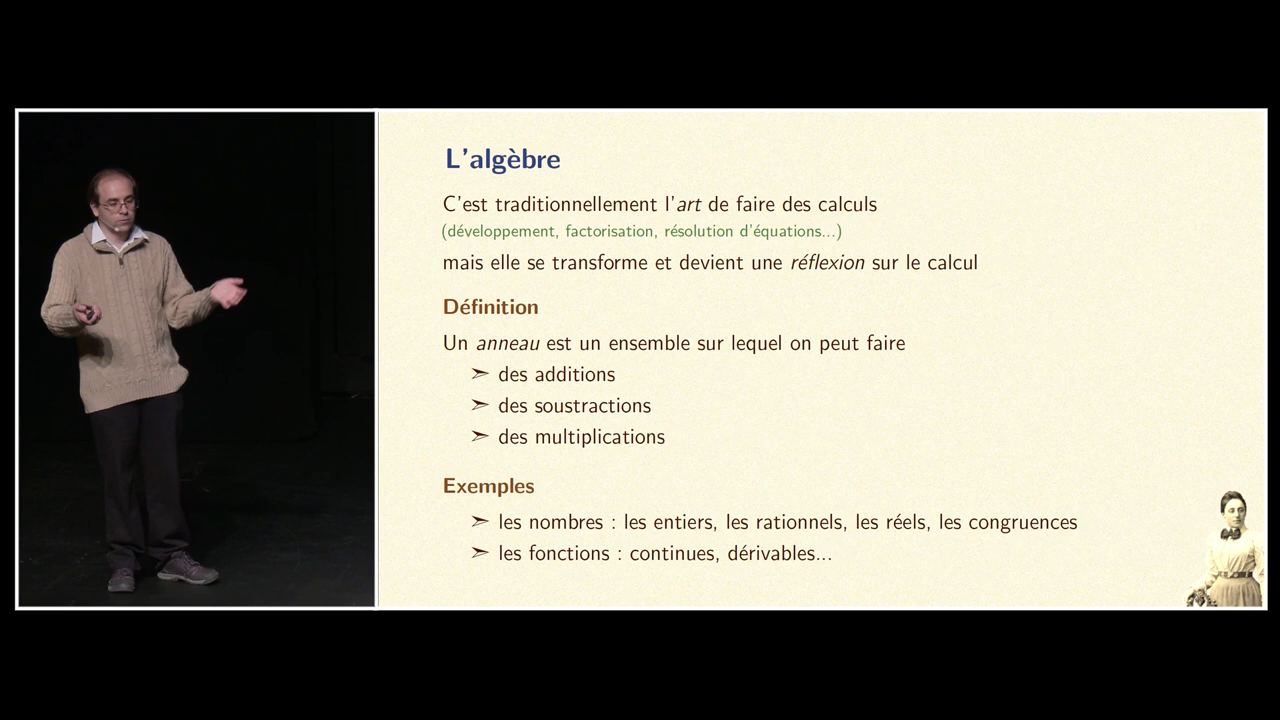 L'algèbre
C'est traditionnellement l'art de faire des calculs
(développement, factorisation, résolution d'équations...)
mais elle se transforme et devient une réflexion sur le calcul
Définition
Un anneau est un ensemble sur lequel on peut faire
➣ des additions
➣ des soustractions
➣ des multiplications
Exemples
➣ les nombres : les entiers, les rationnels, les réels, les congruences
➣ les fonctions : continues, dérivables...